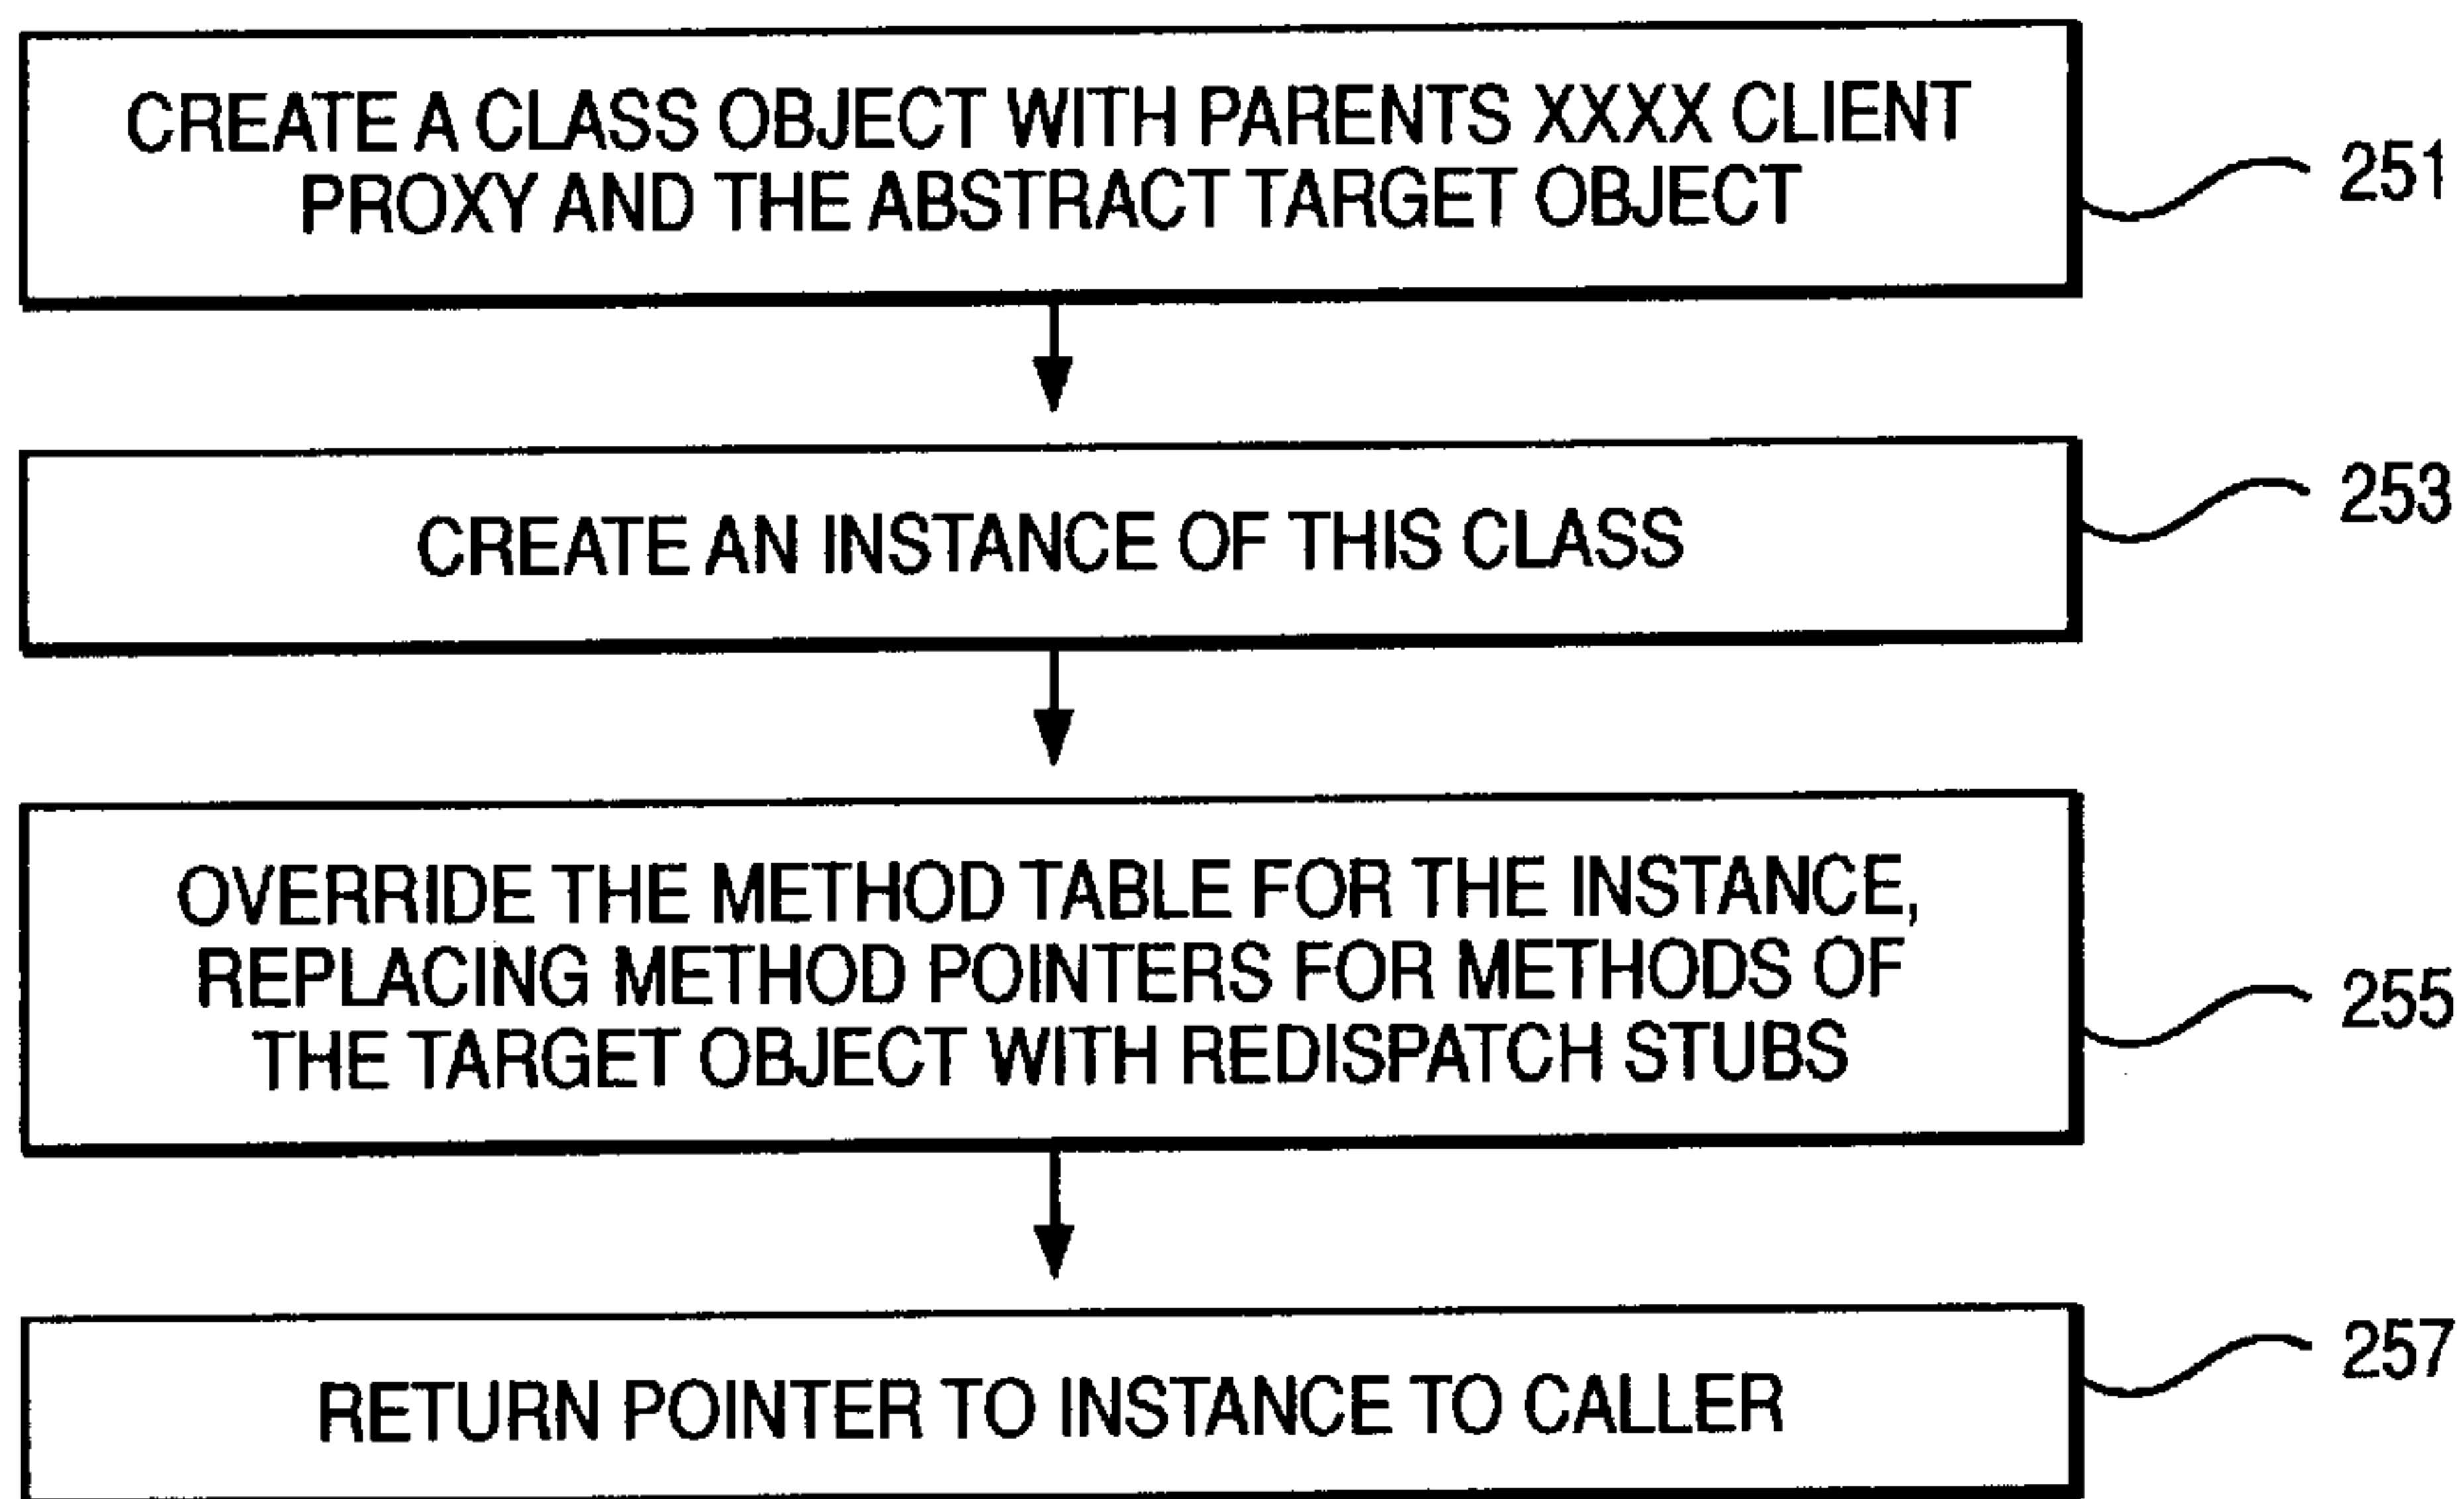 CREATE A CLASS OBJECT WITH PARENTS XXXX CLIENT
PROXY AND THE ABSTRACT TARGET OBJECT
251
CREATE AN INSTANCE OF THIS CLASS
253
OVERRIDE THE METHOD TABLE FOR THE INSTANCE,
REPLACING METHOD POINTERS FOR METHODS OF
THE TARGET OBJECT WITH REDISPATCH STUBS
255
RETURN POINTER TO INSTANCE TO CALLER
257